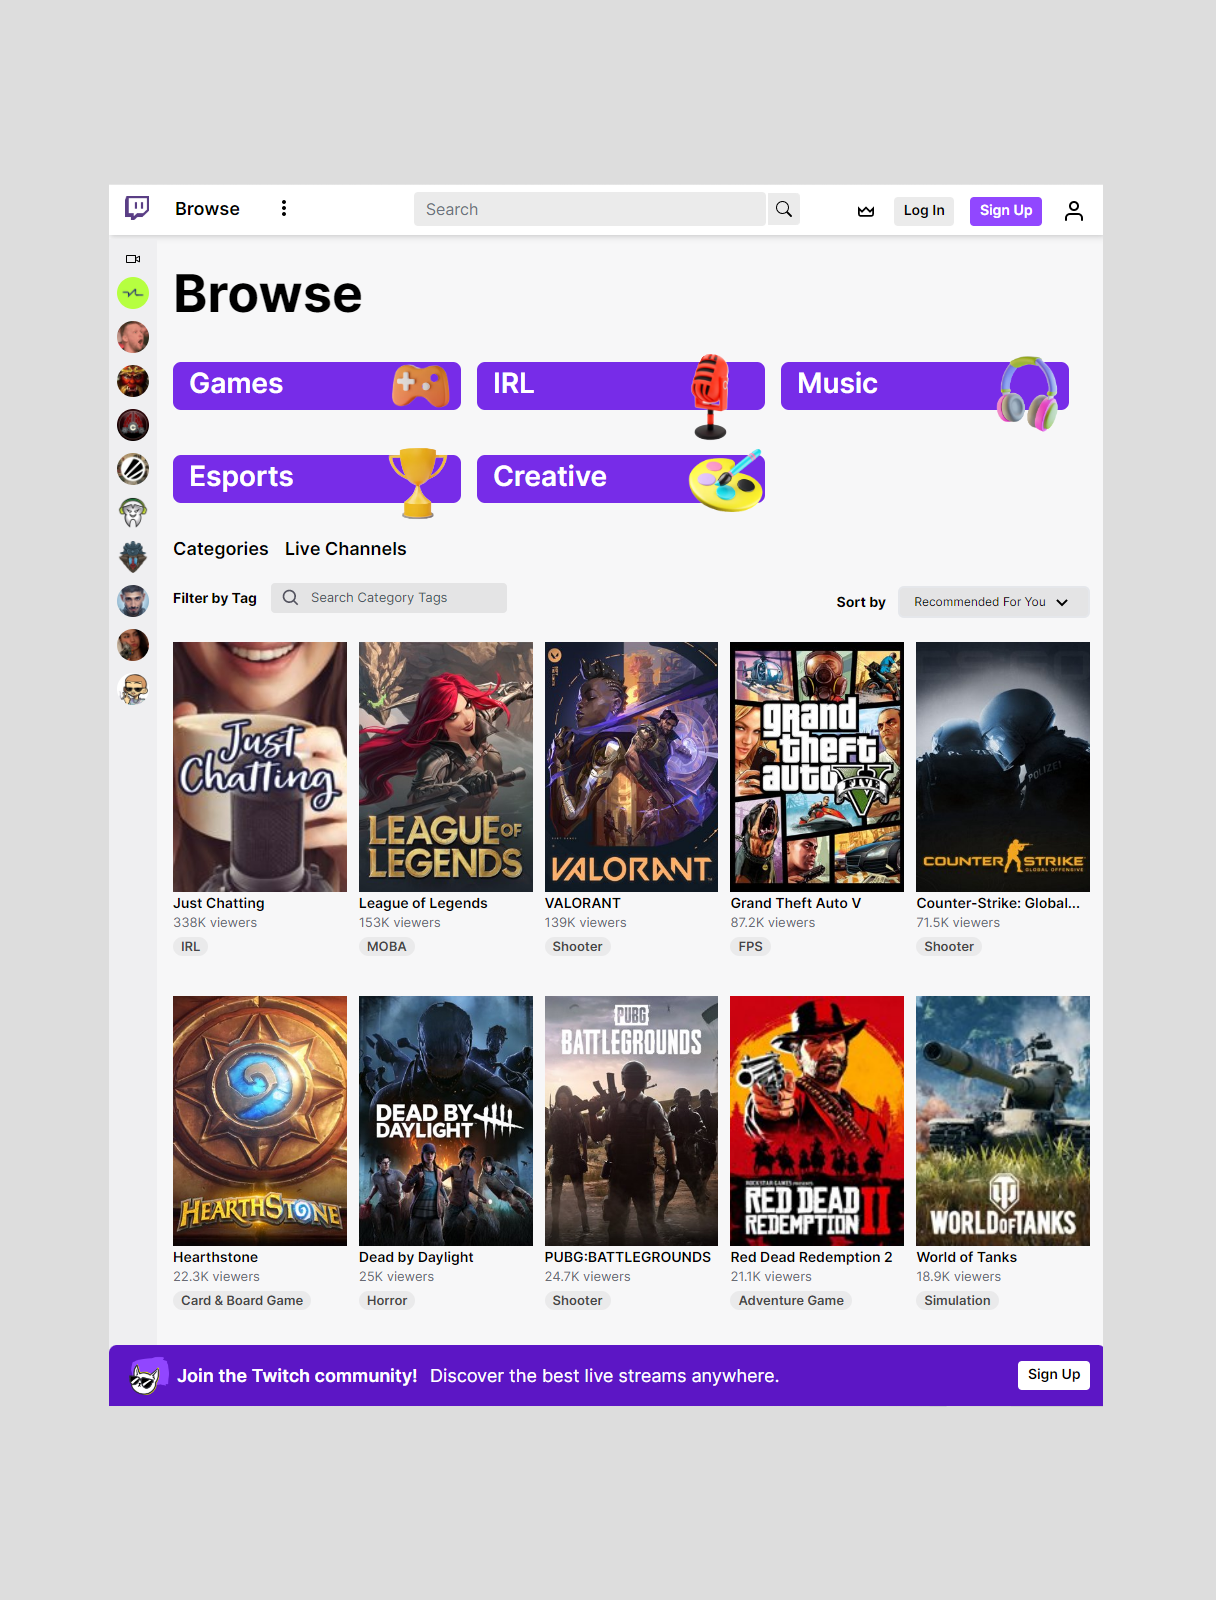 Browse
Search
Log In
Sign Up
Browse
Games
IRL
Music
Esports
Creative
Categories
Live Channels
Filter by Tag
Search Category Tags
Sort by
Recommended For You
Just
Chatting
LEAGUE OF
LEGENDS
VALORANT
grand
theft
auto
FIVE
POLIZEI
COUNTER STRIKE
GLOBAL OFFENSIVE
Just Chatting
338K viewers
IRL
League of Legends
153K viewers
MOBA
VALORANT
139K viewers
Shooter
Grand Theft Auto V
87.2K viewers
FPS
Counter-Strike: Global...
71.5K viewers
Shooter
HEARTHSTONE
DEAD BY
DAYLIGHT
PUBG
BATTLEGROUNDS
ROCKSTAR GAMES PRESENTS
RED DEAD
REDEMPTION II
WORLD OF TANKS
Hearthstone
22.3K viewers
Card & Board Game
Dead by Daylight
25K viewers
Horror
PUBG:BATTLEGROUNDS
24.7K viewers
Shooter
Red Dead Redemption 2
21.1K viewers
Adventure Game
World of Tanks
18.9K viewers
Simulation
Join the Twitch community! Discover the best live streams anywhere.
Sign Up